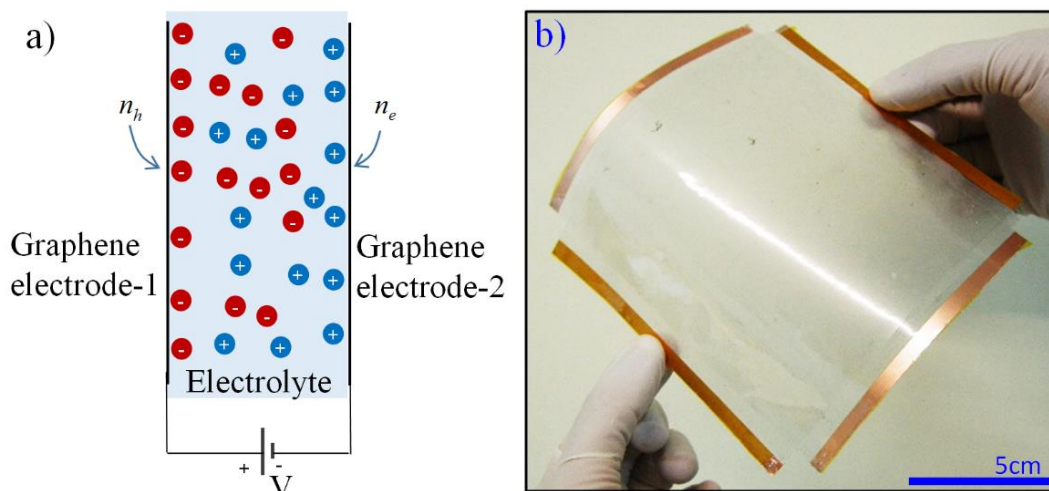 a)
n_h
n_e
Graphene
electrode-1
Graphene
electrode-2
Electrolyte
+ -
V
b)
5cm